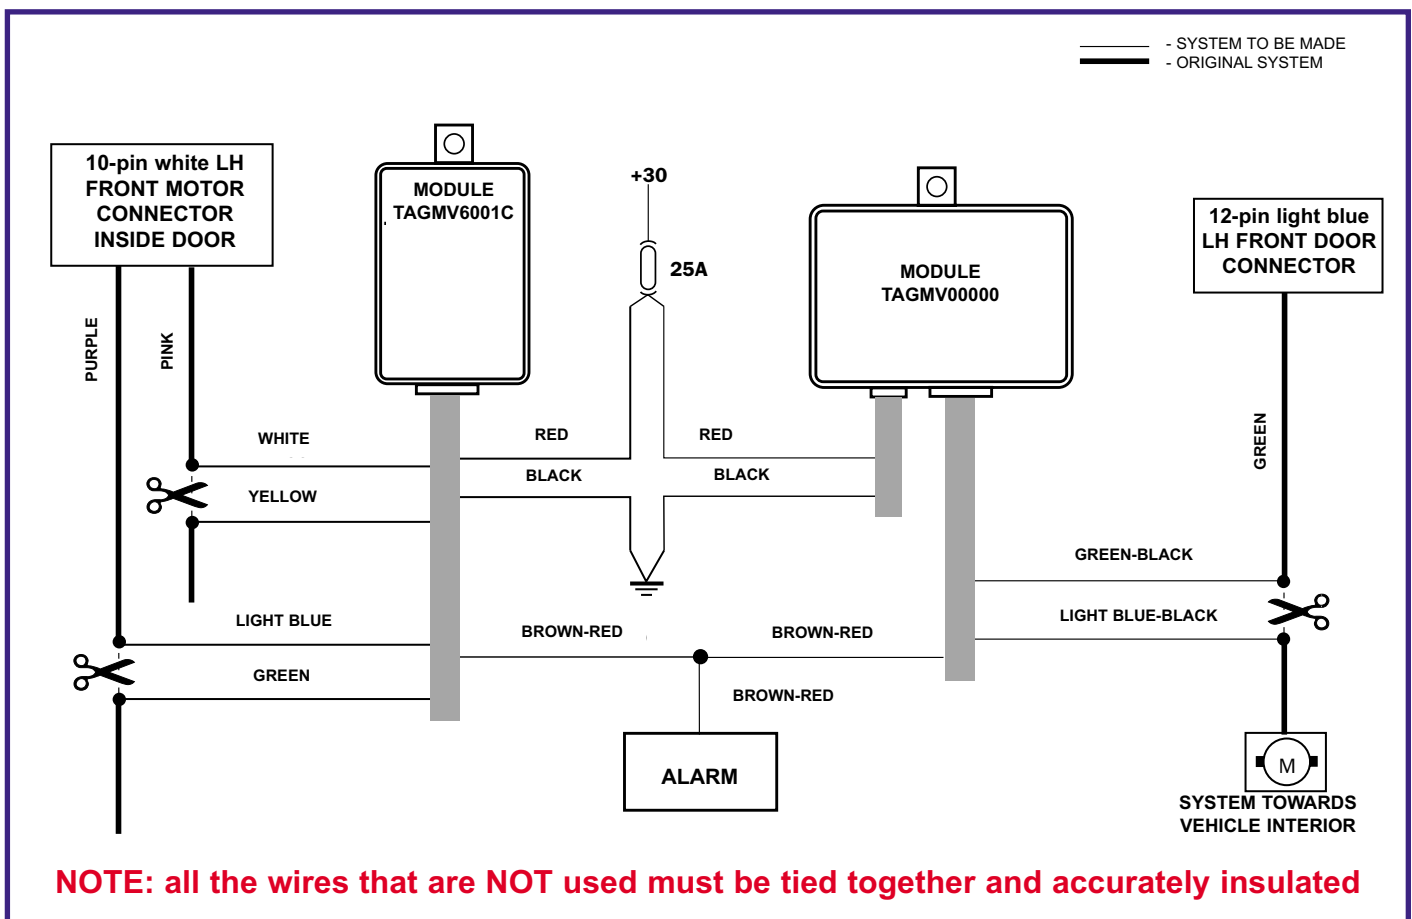 - SYSTEM TO BE MADE
- ORIGINAL SYSTEM
10-pin white LH
FRONT MOTOR
CONNECTOR
INSIDE DOOR
MODULE
TAGMV6001C
+30
25A
MODULE
TAGMV00000
12-pin light blue
LH FRONT DOOR
CONNECTOR
PURPLE
PINK
GREEN
WHITE
RED
RED
YELLOW
BLACK
BLACK
GREEN-BLACK
LIGHT BLUE
BROWN-RED
BROWN-RED
LIGHT BLUE-BLACK
GREEN
BROWN-RED
ALARM
M
SYSTEM TOWARDS
VEHICLE INTERIOR
NOTE: all the wires that are NOT used must be tied together and accurately insulated